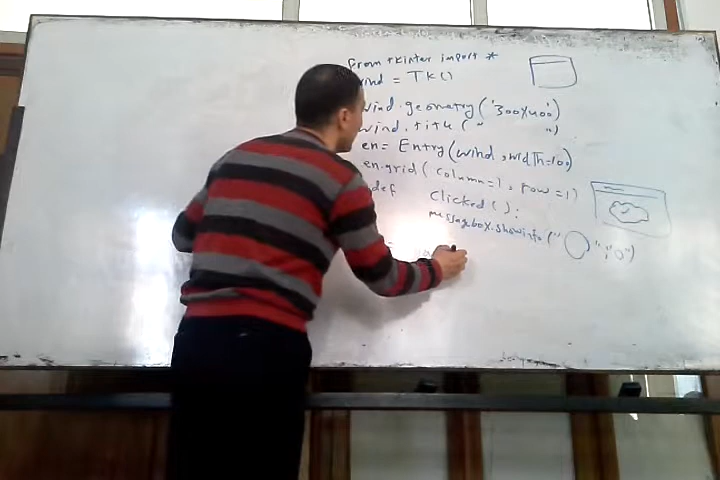 from tkinter import *
wind = Tk()
wind.geometry('300x400')
wind.title(" ")
en= Entry(wind, width=100)
en.grid(column=1, row=1)
def clicked():
messagebox.showinfo(" ", " ")